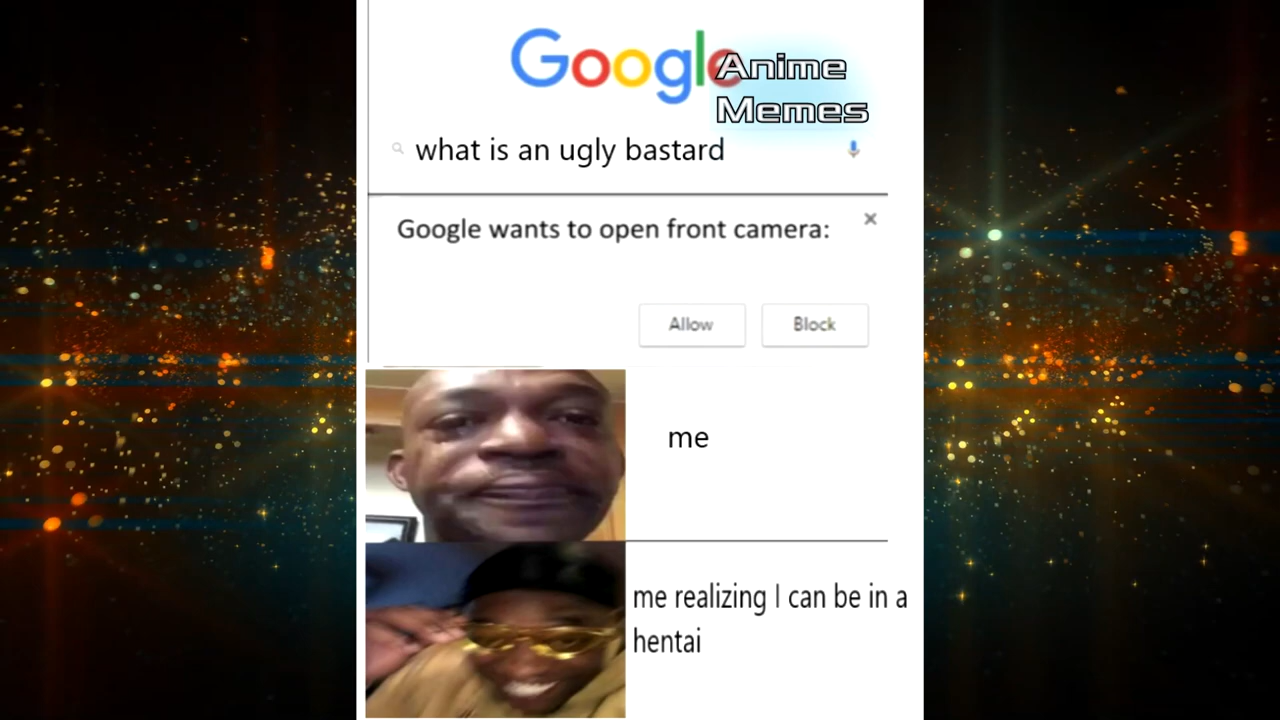 Google
Anime
Memes
what is an ugly bastard
Google wants to open front camera:
Allow
Block
me
me realizing I can be in a
hentai